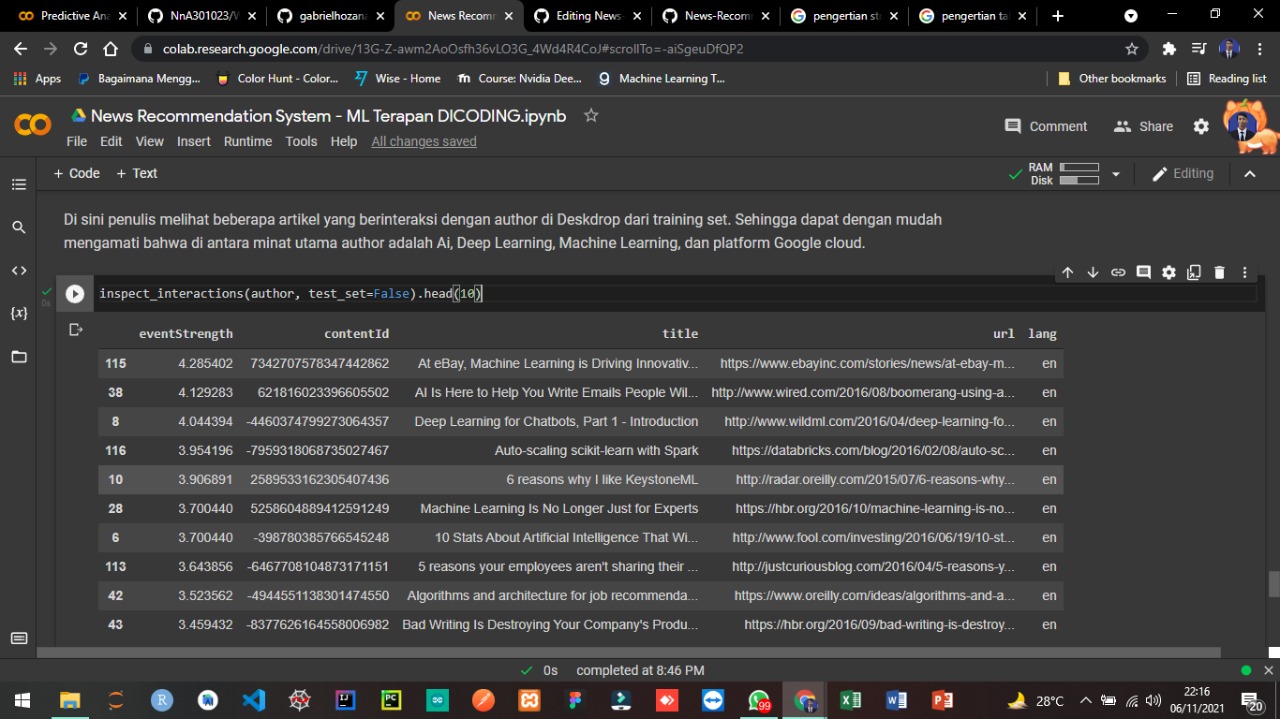 Predictive Ana
NnA301023/W
gabrielhozana
News Recomm
Editing News-
News-Recom
pengertian st
pengertian tal
colab.research.google.com/drive/13G-Z-awm2AoOsfh36vLO3G_4Wd4R4CoJ#scrollTo=-aiSgeuDfQP2
Apps
Bagaimana Mengg...
Color Hunt - Color...
Wise - Home
Course: Nvidia Dee...
Machine Learning T...
Other bookmarks
Reading list
News Recommendation System - ML Terapan DICODING.ipynb
Comment
Share
File Edit View Insert Runtime Tools Help All changes saved
+ Code + Text
RAM
Disk
Editing
Di sini penulis melihat beberapa artikel yang berinteraksi dengan author di Deskdrop dari training set. Sehingga dapat dengan mudah
mengamati bahwa di antara minat utama author adalah Ai, Deep Learning, Machine Learning, dan platform Google cloud.
0s
inspect_interactions(author, test_set=False).head(10)
eventStrength contentId title url lang
115 4.285402 7342707578347442862 At eBay, Machine Learning is Driving Innovativ... https://www.ebayinc.com/stories/news/at-ebay-m... en
38 4.129283 621816023396605502 AI Is Here to Help You Write Emails People Wil... http://www.wired.com/2016/08/boomerang-using-a... en
8 4.044394 -4460374799273064357 Deep Learning for Chatbots, Part 1 - Introduction http://www.wildml.com/2016/04/deep-learning-fo... en
116 3.954196 -7959318068735027467 Auto-scaling scikit-learn with Spark https://databricks.com/blog/2016/02/08/auto-sc... en
10 3.906891 2589533162305407436 6 reasons why I like KeystoneML http://radar.oreilly.com/2015/07/6-reasons-why... en
28 3.700440 5258604889412591249 Machine Learning Is No Longer Just for Experts https://hbr.org/2016/10/machine-learning-is-no... en
6 3.700440 -398780385766545248 10 Stats About Artificial Intelligence That Wi... http://www.fool.com/investing/2016/06/19/10-st... en
113 3.643856 -6467708104873171151 5 reasons your employees aren't sharing their ... http://justcuriousblog.com/2016/04/5-reasons-y... en
42 3.523562 -4944551138301474550 Algorithms and architecture for job recommenda... https://www.oreilly.com/ideas/algorithms-and-a... en
43 3.459432 -8377626164558006982 Bad Writing Is Destroying Your Company's Produ... https://hbr.org/2016/09/bad-writing-is-destroy... en
0s completed at 8:46 PM
99
28°C
22:16
06/11/2021
20